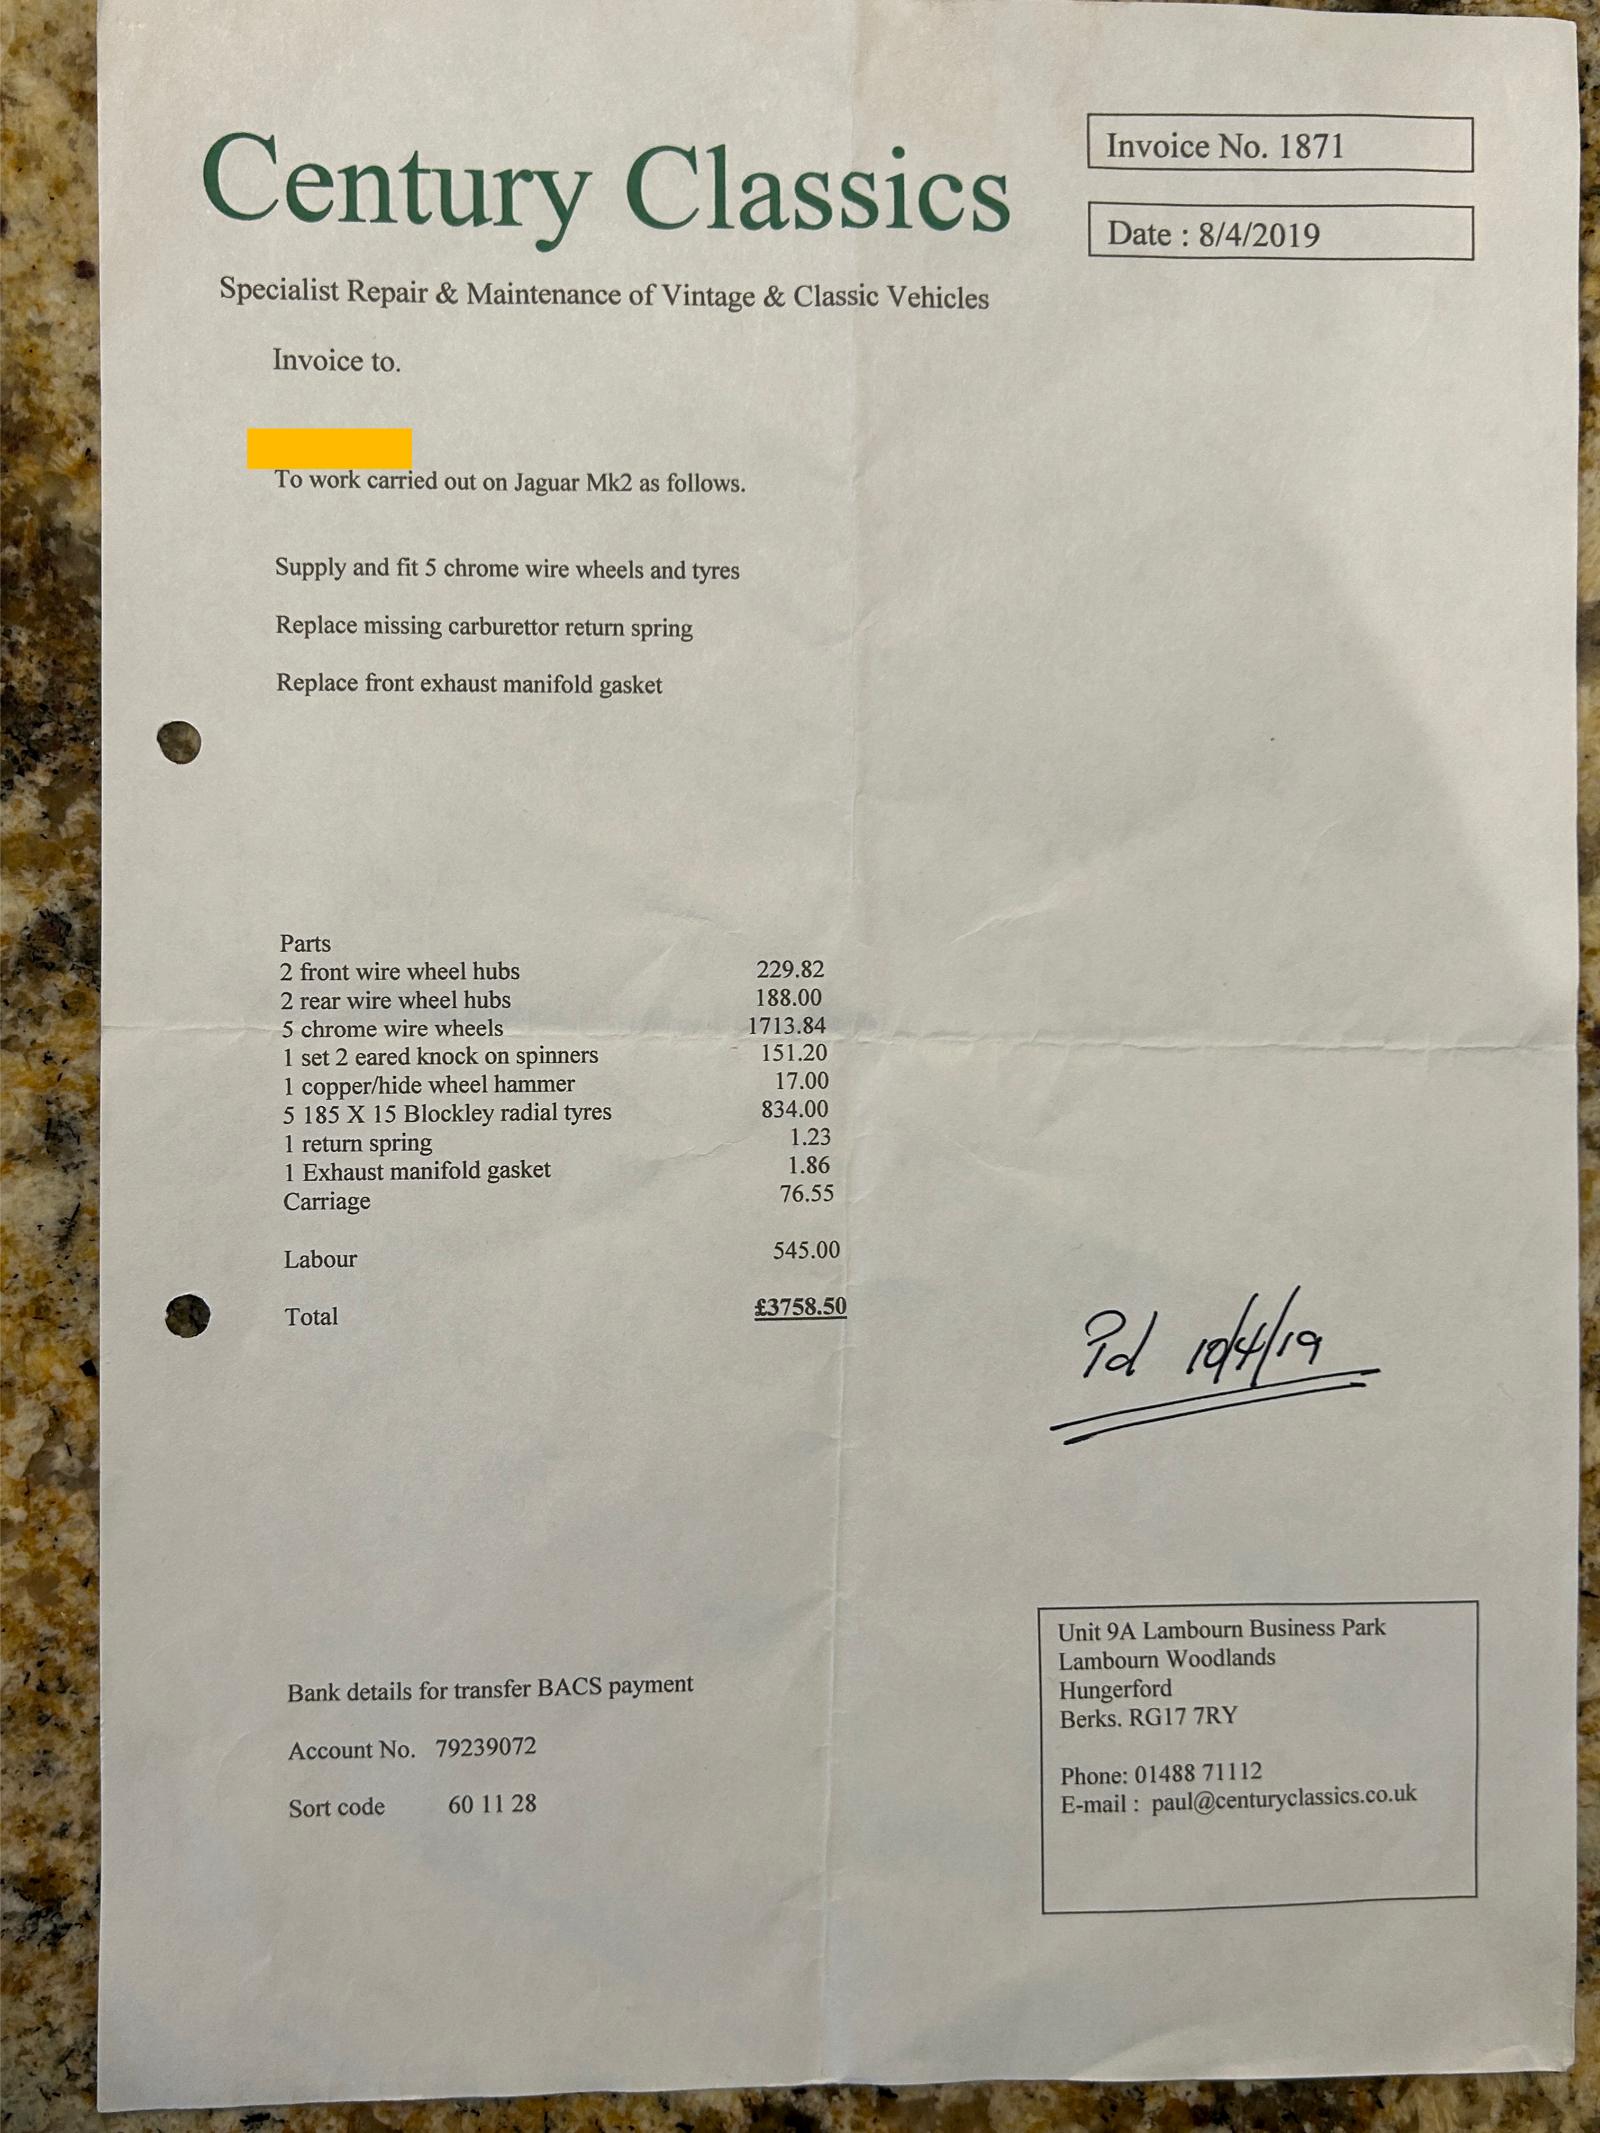 Century Classics
Invoice No. 1871
Date : 8/4/2019
Specialist Repair & Maintenance of Vintage & Classic Vehicles
Invoice to.
To work carried out on Jaguar Mk2 as follows.
Supply and fit 5 chrome wire wheels and tyres
Replace missing carburettor return spring
Replace front exhaust manifold gasket
Parts
2 front wire wheel hubs 229.82
2 rear wire wheel hubs 188.00
5 chrome wire wheels 1713.84
1 set 2 eared knock on spinners 151.20
1 copper/hide wheel hammer 17.00
5 185 X 15 Blockley radial tyres 834.00
1 return spring 1.23
1 Exhaust manifold gasket 1.86
Carriage 76.55
Labour 545.00
Total £3758.50
Pd 10/4/19
Bank details for transfer BACS payment
Account No. 79239072
Sort code 60 11 28
Unit 9A Lambourn Business Park
Lambourn Woodlands
Hungerford
Berks. RG17 7RY
Phone: 01488 71112
E-mail : paul@centuryclassics.co.uk